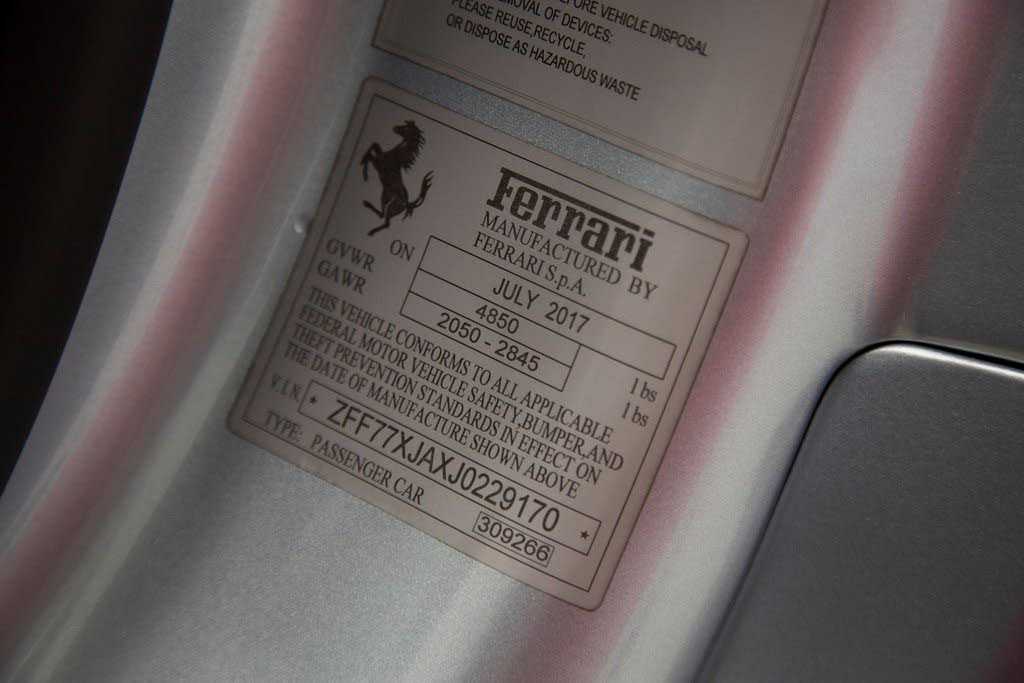 BEFORE VEHICLE DISPOSAL
REMOVAL OF DEVICES:
PLEASE REUSE,RECYCLE,
OR DISPOSE AS HAZARDOUS WASTE
Ferrari
MANUFACTURED BY
FERRARI S.p.A.
ON JULY 2017
GVWR 4850 lbs
GAWR 2050 - 2845 lbs
THIS VEHICLE CONFORMS TO ALL APPLICABLE
FEDERAL MOTOR VEHICLE SAFETY,BUMPER,AND
THEFT PREVENTION STANDARDS IN EFFECT ON
THE DATE OF MANUFACTURE SHOWN ABOVE
V.I.N. * ZFF77XJAXJ0229170 *
TYPE: PASSENGER CAR 309266